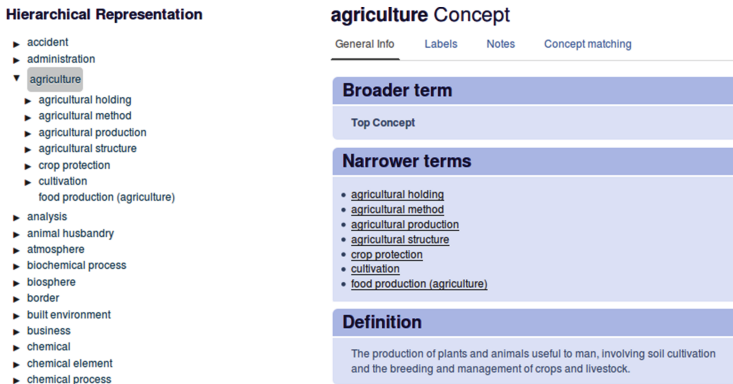 Hierarchical Representation
accident
administration
agriculture
agricultural holding
agricultural method
agricultural production
agricultural structure
crop protection
cultivation
food production (agriculture)
analysis
animal husbandry
atmosphere
biochemical process
biosphere
border
built environment
business
chemical
chemical element
chemical process
agriculture Concept
General Info Labels Notes Concept matching
Broader term
Top Concept
Narrower terms
agricultural holding
agricultural method
agricultural production
agricultural structure
crop protection
cultivation
food production (agriculture)
Definition
The production of plants and animals useful to man, involving soil cultivation
and the breeding and management of crops and livestock.